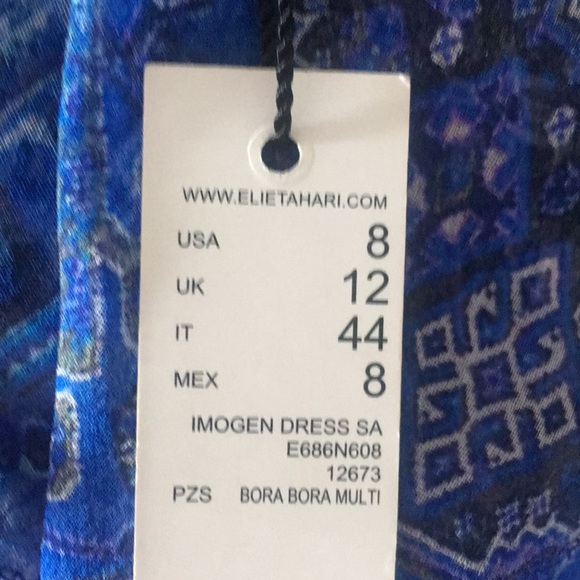 WWW.ELIETAHARI.COM
USA 8
UK 12
IT 44
MEX 8
IMOGEN DRESS SA
E686N608
12673
PZS BORA BORA MULTI